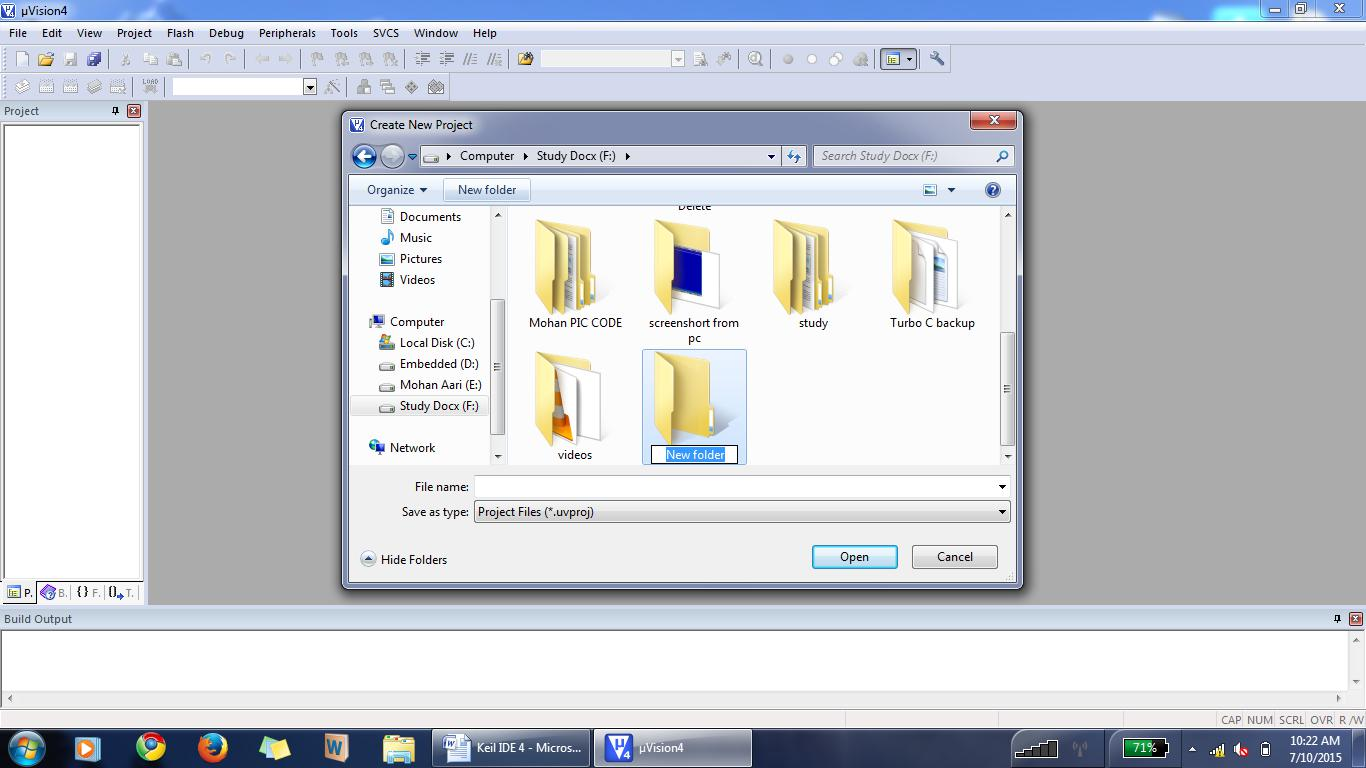 µVision4
File Edit View Project Flash Debug Peripherals Tools SVCS Window Help
LOAD
Project
P. B. {} F. T.
Create New Project
Computer Study Docx (F:)
Search Study Docx (F:)
Organize New folder
Documents
Music
Pictures
Videos
Computer
Local Disk (C:)
Embedded (D:)
Mohan Aari (E:)
Study Docx (F:)
Network
Delete
Mohan PIC CODE
screenshort from
pc
study
Turbo C backup
videos
New folder
File name:
Save as type: Project Files (*.uvproj)
Hide Folders
Open Cancel
Build Output
CAP NUM SCRL OVR R /W
Keil IDE 4 - Micros...
µVision4
71%
10:22 AM
7/10/2015